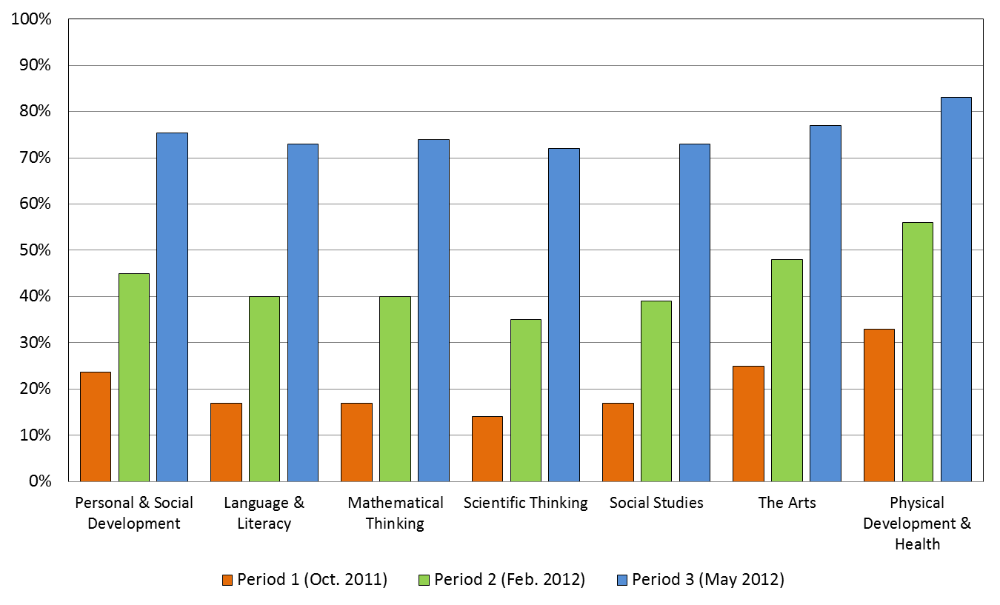 100%
90%
80%
70%
60%
50%
40%
30%
20%
10%
0%
Personal & Social
Development
Language &
Literacy
Mathematical
Thinking
Scientific Thinking
Social Studies
The Arts
Physical
Development &
Health
Period 1 (Oct. 2011)
Period 2 (Feb. 2012)
Period 3 (May 2012)